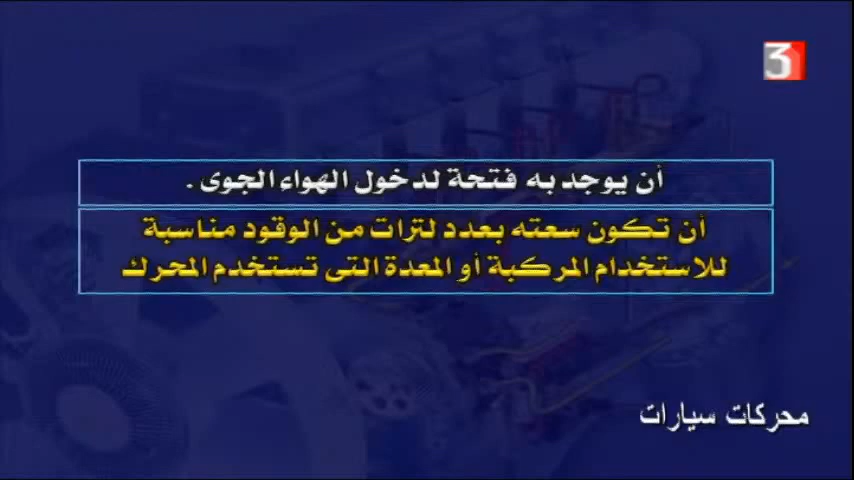 3
أن يوجد به فتحة لدخول الهواء الجوى .
أن تكون سعته بعدد لترات من الوقود مناسبة
للاستخدام المركبة أو المعدة التى تستخدم المحرك
محركات سيارات